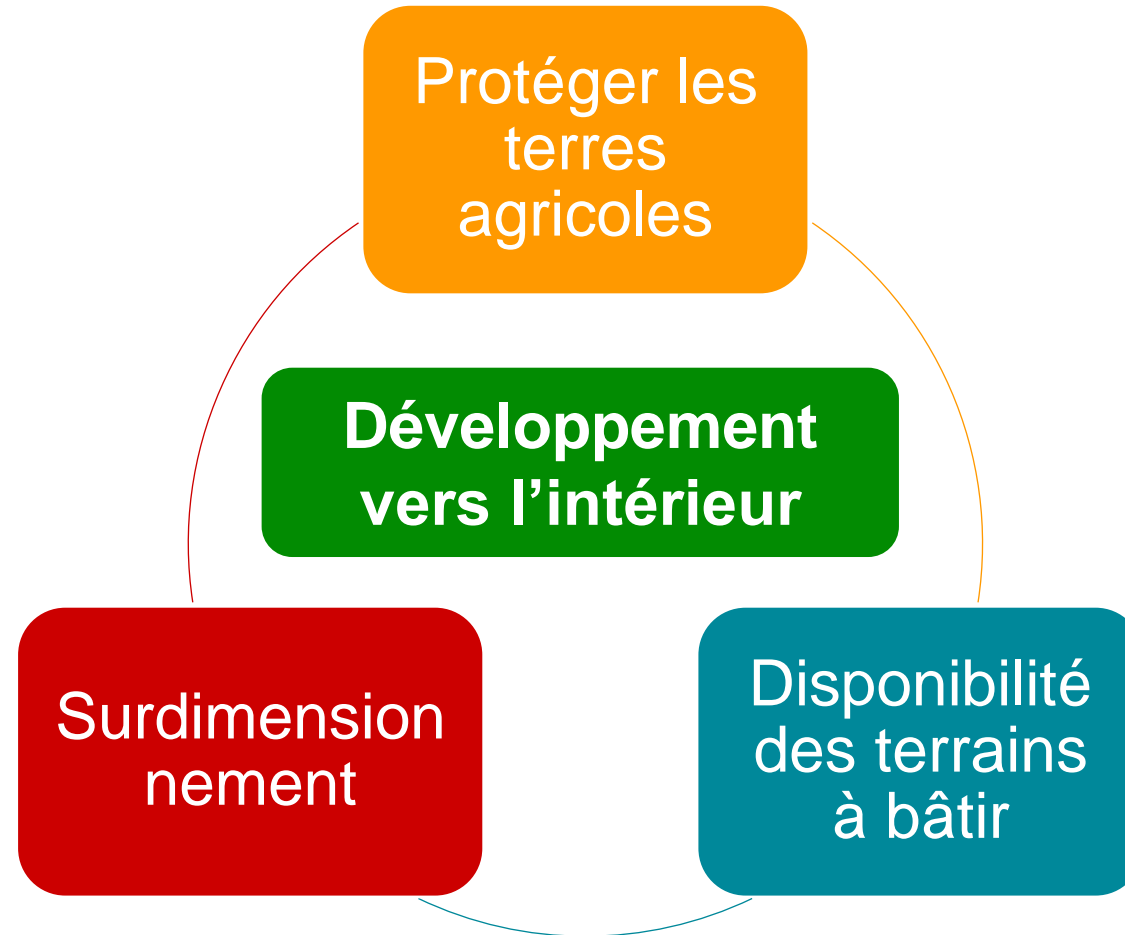 Protéger les
terres
agricoles
Développement
vers l’intérieur
Surdimension
nement
Disponibilité
des terrains
à bâtir